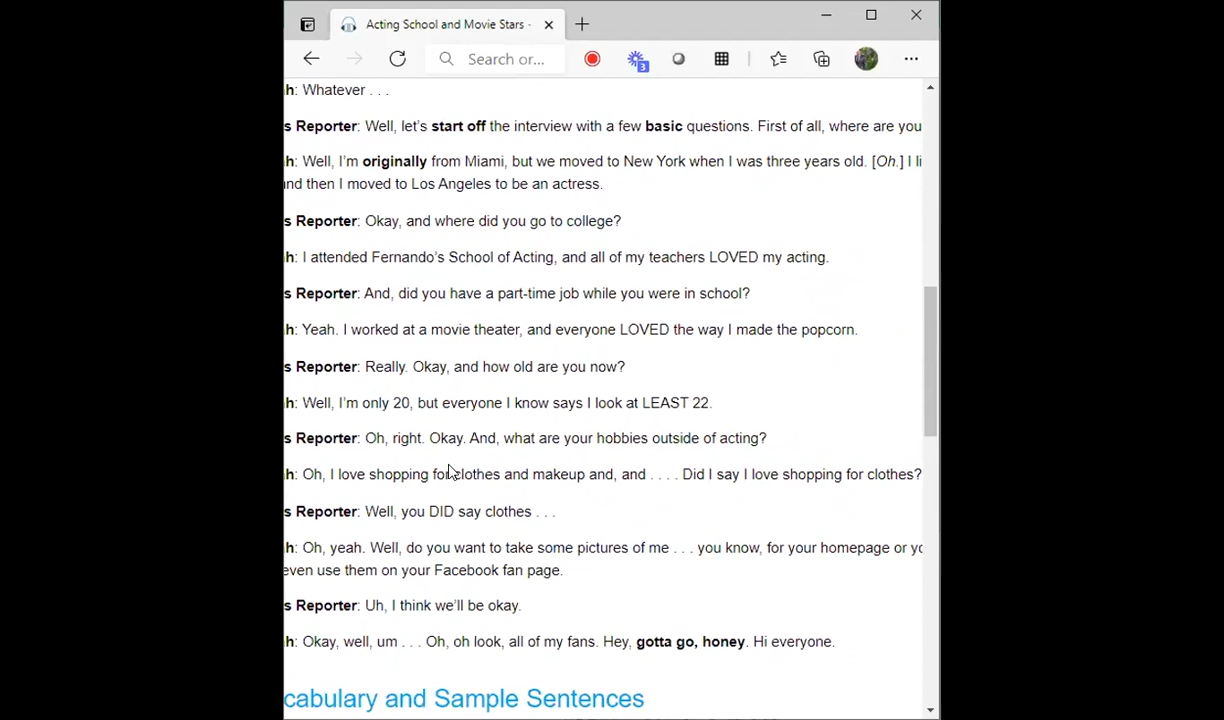 Acting School and Movie Stars -
Search or...
3
h: Whatever . . .
s Reporter: Well, let's start off the interview with a few basic questions. First of all, where are you
h: Well, I'm originally from Miami, but we moved to New York when I was three years old. [Oh.] I li
nd then I moved to Los Angeles to be an actress.
s Reporter: Okay, and where did you go to college?
h: I attended Fernando's School of Acting, and all of my teachers LOVED my acting.
s Reporter: And, did you have a part-time job while you were in school?
h: Yeah. I worked at a movie theater, and everyone LOVED the way I made the popcorn.
s Reporter: Really. Okay, and how old are you now?
h: Well, I'm only 20, but everyone I know says I look at LEAST 22.
s Reporter: Oh, right. Okay. And, what are your hobbies outside of acting?
h: Oh, I love shopping for clothes and makeup and, and . . . . Did I say I love shopping for clothes?
s Reporter: Well, you DID say clothes . . .
h: Oh, yeah. Well, do you want to take some pictures of me . . . you know, for your homepage or yo
even use them on your Facebook fan page.
s Reporter: Uh, I think we'll be okay.
h: Okay, well, um . . . Oh, oh look, all of my fans. Hey, gotta go, honey. Hi everyone.
cabulary and Sample Sentences